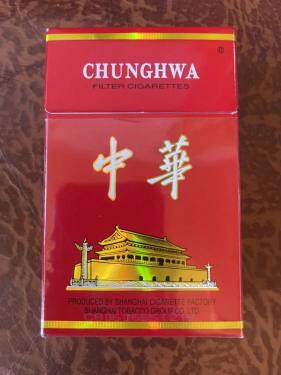 ®
CHUNGHWA
FILTER CIGARETTES
中華
PRODUCED BY SHANGHAI CIGARETTE FACTORY
SHANGHAI TOBACCO GROUP CO., LTD.